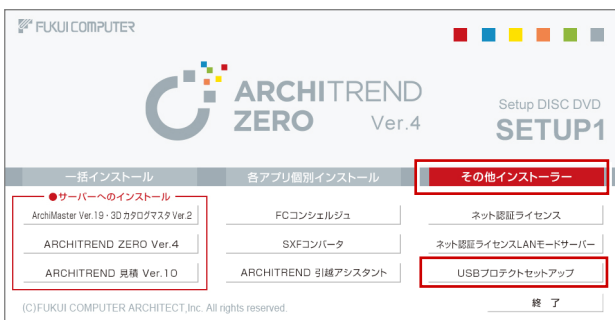 FUKUI COMPUTER
ARCHITREND
ZERO Ver.4
Setup DISC DVD
SETUP1
一括インストール
各アプリ個別インストール
その他インストーラー
●サーバーへのインストール
ArchiMaster Ver.19・3Dカタログマスタ Ver.2
FCコンシェルジュ
ネット認証ライセンス
ARCHITREND ZERO Ver.4
SXFコンバータ
ネット認証ライセンスLANモードサーバー
ARCHITREND 見積 Ver.10
ARCHITREND 引越アシスタント
USBプロテクトセットアップ
(C)FUKUI COMPUTER ARCHITECT,Inc. All rights reserved.
終 了